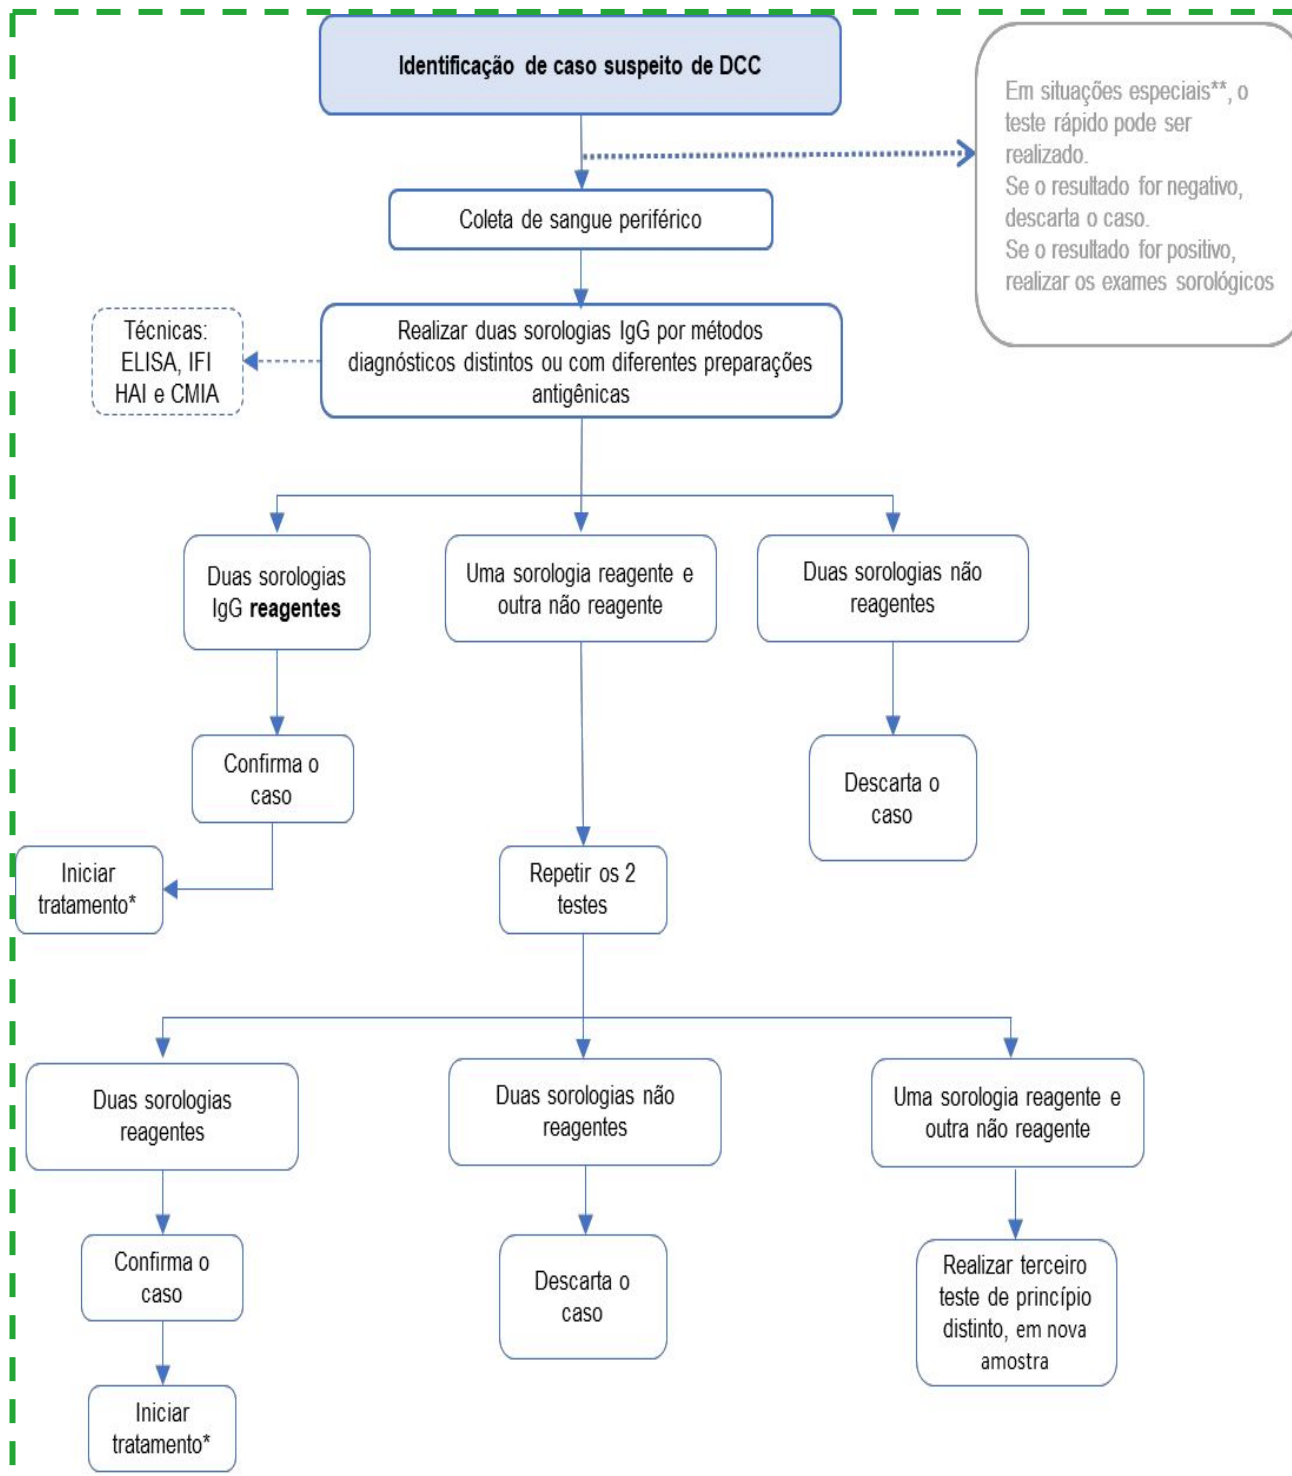 Identificação de caso suspeito de DCC
Em situações especiais**, o
teste rápido pode ser
realizado.
Se o resultado for negativo,
descarta o caso.
Se o resultado for positivo,
realizar os exames sorológicos
Coleta de sangue periférico
Técnicas:
ELISA, IFI
HAI e CMIA
Realizar duas sorologias IgG por métodos
diagnósticos distintos ou com diferentes preparações
antigênicas
Duas sorologias
IgG reagentes
Uma sorologia reagente e
outra não reagente
Duas sorologias não
reagentes
Confirma o
caso
Descarta o
caso
Iniciar
tratamento*
Repetir os 2
testes
Duas sorologias
reagentes
Duas sorologias não
reagentes
Uma sorologia reagente e
outra não reagente
Confirma o
caso
Descarta o
caso
Realizar terceiro
teste de princípio
distinto, em nova
amostra
Iniciar
tratamento*